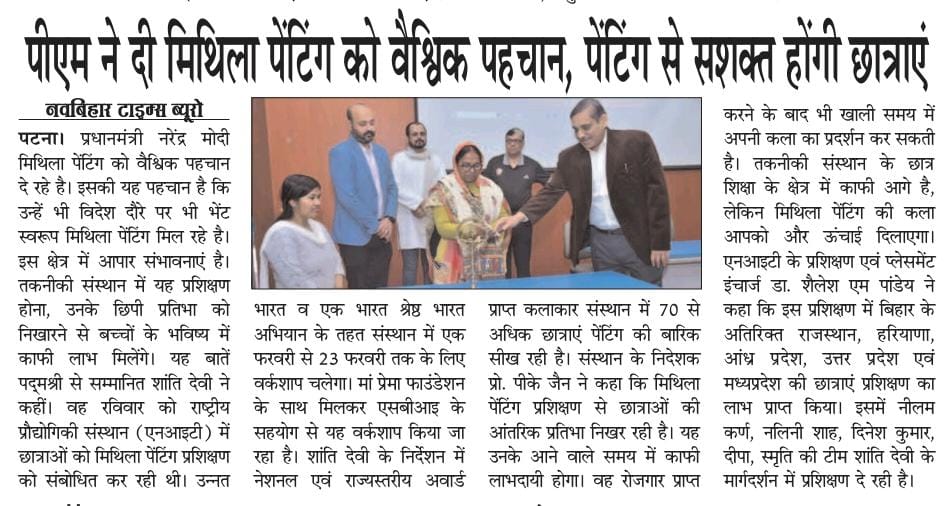 पीएम ने दी मिथिला पेंटिंग को वैश्विक पहचान, पेंटिंग से सशक्त होंगी छात्राएं
नवबिहार टाइम्स ब्यूरो
पटना। प्रधानमंत्री नरेंद्र मोदी
मिथिला पेंटिंग को वैश्विक पहचान
दे रहे है। इसकी यह पहचान है कि
उन्हें भी विदेश दौरे पर भी भेंट
स्वरूप मिथिला पेंटिंग मिल रहे है।
इस क्षेत्र में आपार संभावनाएं है।
तकनीकी संस्थान में यह प्रशिक्षण
होना, उनके छिपी प्रतिभा को
निखारने से बच्चों के भविष्य में
काफी लाभ मिलेंगे। यह बातें
पद्मश्री से सम्मानित शांति देवी ने
कहीं। वह रविवार को राष्ट्रीय
प्रौद्योगिकी संस्थान (एनआइटी) में
छात्राओं को मिथिला पेंटिंग प्रशिक्षण
को संबोधित कर रही थी। उन्नत
भारत व एक भारत श्रेष्ठ भारत
अभियान के तहत संस्थान में एक
फरवरी से 23 फरवरी तक के लिए
वर्कशाप चलेगा। मां प्रेमा फाउंडेशन
के साथ मिलकर एसबीआइ के
सहयोग से यह वर्कशाप किया जा
रहा है। शांति देवी के निर्देशन में
नेशनल एवं राज्यस्तरीय अवार्ड
प्राप्त कलाकार संस्थान में 70 से
अधिक छात्राएं पेंटिंग की बारिक
सीख रही है। संस्थान के निदेशक
प्रो. पीके जैन ने कहा कि मिथिला
पेंटिंग प्रशिक्षण से छात्राओं की
आंतरिक प्रतिभा निखर रही है। यह
उनके आने वाले समय में काफी
लाभदायी होगा। वह रोजगार प्राप्त
करने के बाद भी खाली समय में
अपनी कला का प्रदर्शन कर सकती
है। तकनीकी संस्थान के छात्र
शिक्षा के क्षेत्र में काफी आगे है,
लेकिन मिथिला पेंटिंग की कला
आपको और ऊंचाई दिलाएगा।
एनआइटी के प्रशिक्षण एवं प्लेसमेंट
इंचार्ज डा. शैलेश एम पांडेय ने
कहा कि इस प्रशिक्षण में बिहार के
अतिरिक्त राजस्थान, हरियाणा,
आंध्र प्रदेश, उत्तर प्रदेश एवं
मध्यप्रदेश की छात्राएं प्रशिक्षण का
लाभ प्राप्त किया। इसमें नीलम
कर्ण, नलिनी शाह, दिनेश कुमार,
दीपा, स्मृति की टीम शांति देवी के
मार्गदर्शन में प्रशिक्षण दे रही है।